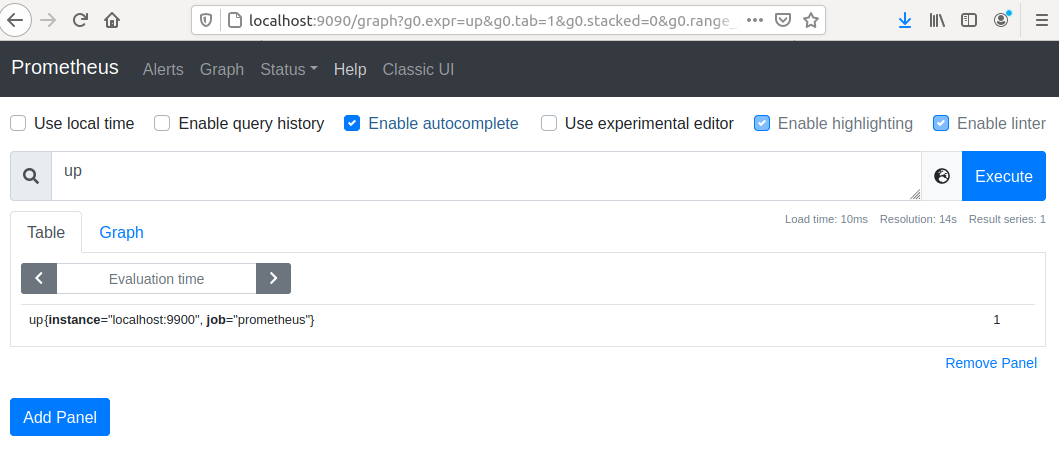 localhost:9090/graph?g0.expr=up&g0.tab=1&g0.stacked=0&g0.range_
Prometheus Alerts Graph Status Help Classic UI
Use local time Enable query history Enable autocomplete Use experimental editor Enable highlighting Enable linter
up Execute
Load time: 10ms Resolution: 14s Result series: 1
Table Graph
Evaluation time
up{instance="localhost:9900", job="prometheus"} 1
Remove Panel
Add Panel